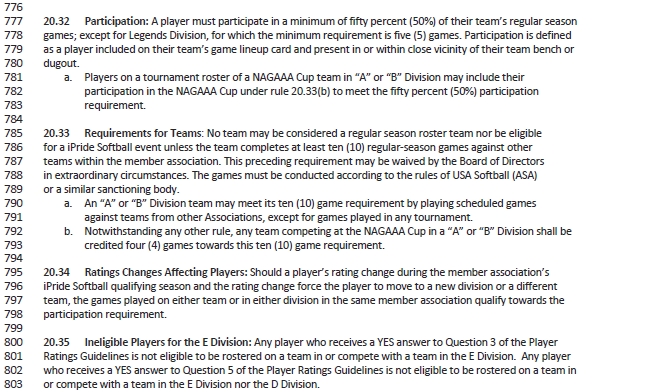 776
777 20.32 Participation: A player must participate in a minimum of fifty percent (50%) of their team's regular season
778 games; except for Legends Division, for which the minimum requirement is five (5) games. Participation is defined
779 as a player included on their team's game lineup card and present in or within close vicinity of their team bench or
780 dugout.
781 a. Players on a tournament roster of a NAGAAA Cup team in "A" or "B" Division may include their
782 participation in the NAGAAA Cup under rule 20.33(b) to meet the fifty percent (50%) participation
783 requirement.
784
785 20.33 Requirements for Teams: No team may be considered a regular season roster team nor be eligible
786 for a iPride Softball event unless the team completes at least ten (10) regular-season games against other
787 teams within the member association. This preceding requirement may be waived by the Board of Directors
788 in extraordinary circumstances. The games must be conducted according to the rules of USA Softball (ASA)
789 or a similar sanctioning body.
790 a. An "A" or "B" Division team may meet its ten (10) game requirement by playing scheduled games
791 against teams from other Associations, except for games played in any tournament.
792 b. Notwithstanding any other rule, any team competing at the NAGAAA Cup in a "A" or "B" Division shall be
793 credited four (4) games towards this ten (10) game requirement.
794
795 20.34 Ratings Changes Affecting Players: Should a player's rating change during the member association's
796 iPride Softball qualifying season and the rating change force the player to move to a new division or a different
797 team, the games played on either team or in either division in the same member association qualify towards the
798 participation requirement.
799
800 20.35 Ineligible Players for the E Division: Any player who receives a YES answer to Question 3 of the Player
801 Ratings Guidelines is not eligible to be rostered on a team in or compete with a team in the E Division. Any player
802 who receives a YES answer to Question 5 of the Player Ratings Guidelines is not eligible to be rostered on a team in
803 or compete with a team in the E Division nor the D Division.